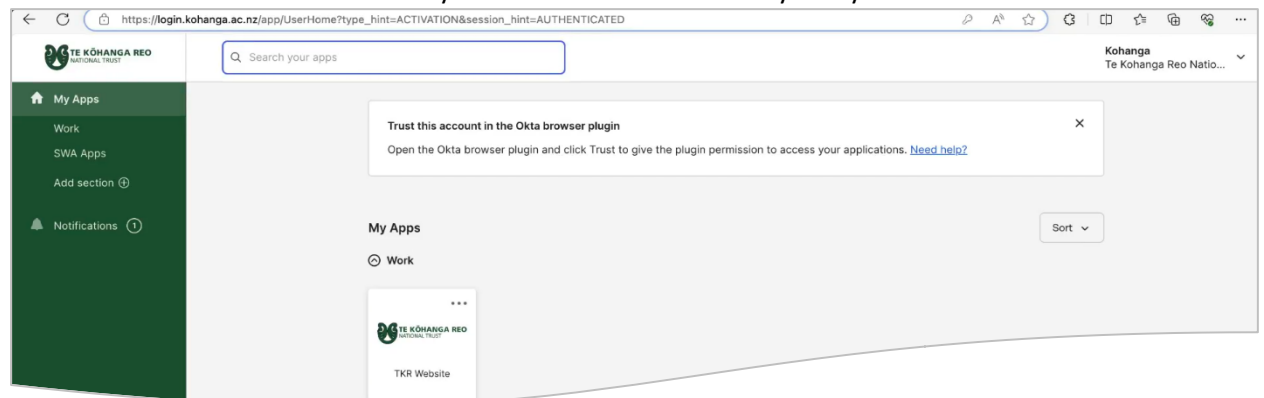 https://login.kohanga.ac.nz/app/UserHome?type_hint=ACTIVATION&session_hint=AUTHENTICATED
TE KŌHANGA REO
NATIONAL TRUST
Search your apps
Kohanga
Te Kohanga Reo Natio...
My Apps
Work
SWA Apps
Add section
Notifications 1
Trust this account in the Okta browser plugin
Open the Okta browser plugin and click Trust to give the plugin permission to access your applications. Need help?
My Apps
Sort
Work
TE KŌHANGA REO
NATIONAL TRUST
TKR Website